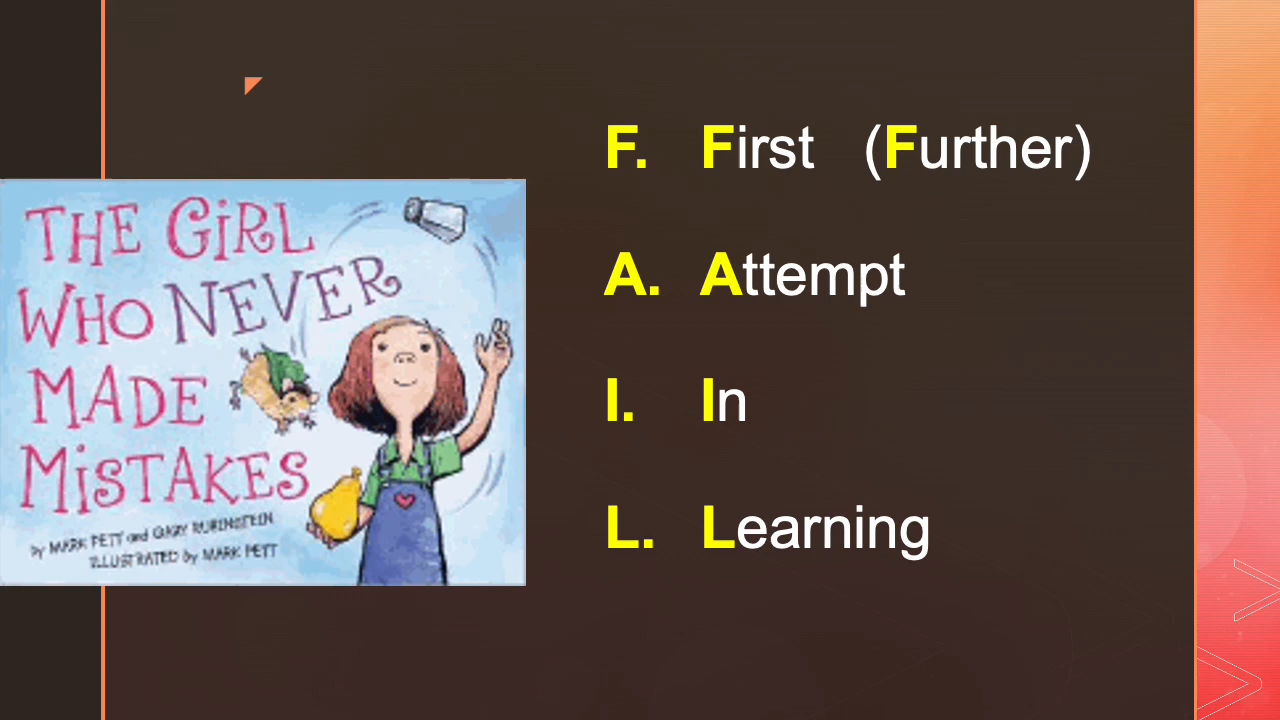 THE GiRL
WHO NEVER
MADE
MiSTAKES
by MARK PETT and GARY RUBINSTEIN
ILLUSTRATED by MARK PETT
F. First (Further)
A. Attempt
I. In
L. Learning